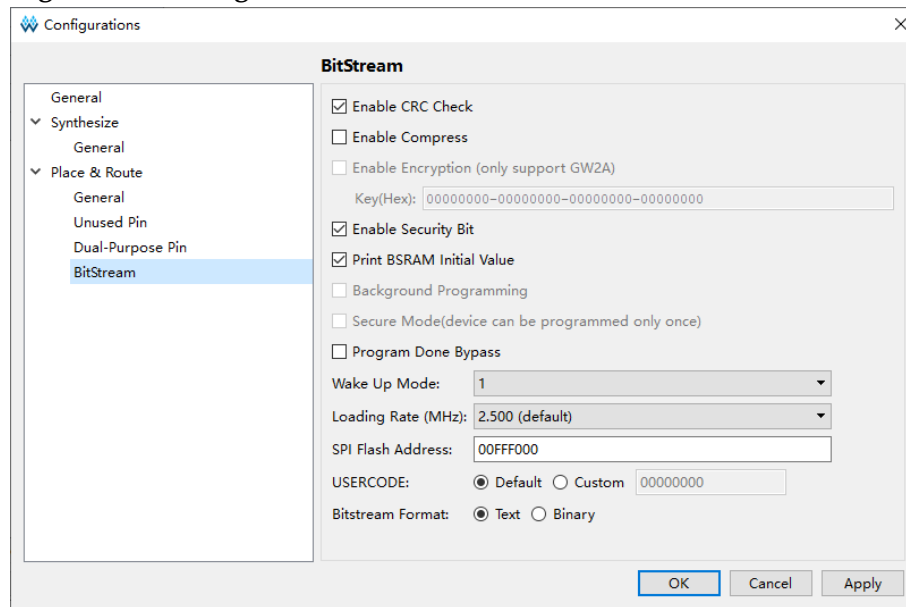 Configurations
BitStream
General
Synthesize
General
Place & Route
General
Unused Pin
Dual-Purpose Pin
BitStream
Enable CRC Check
Enable Compress
Enable Encryption (only support GW2A)
Key(Hex): 00000000-00000000-00000000-00000000
Enable Security Bit
Print BSRAM Initial Value
Background Programming
Secure Mode(device can be programmed only once)
Program Done Bypass
Wake Up Mode: 1
Loading Rate (MHz): 2.500 (default)
SPI Flash Address: 00FFF000
USERCODE: Default Custom 00000000
Bitstream Format: Text Binary
OK Cancel Apply